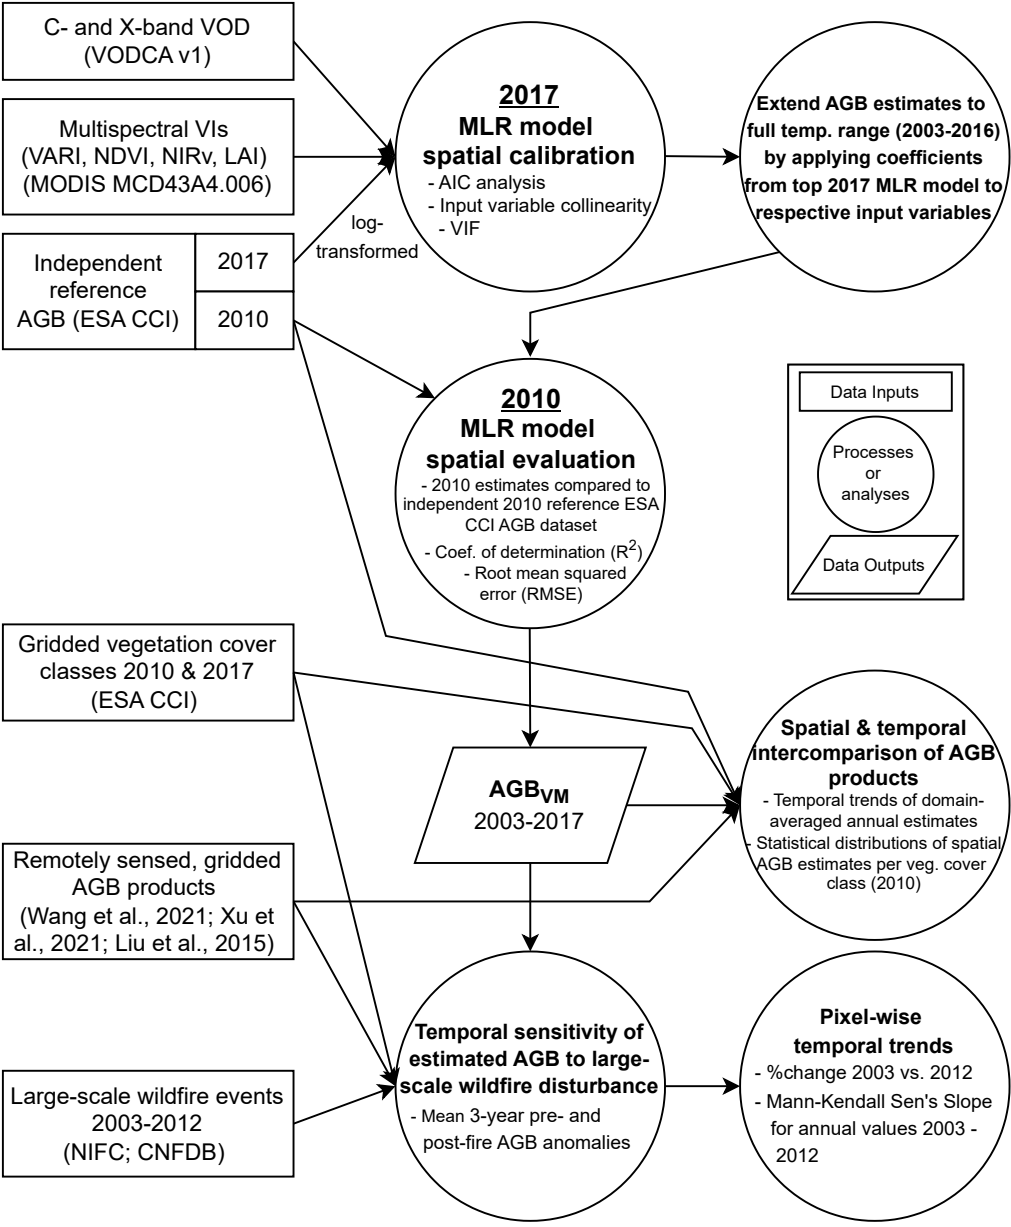 C- and X-band VOD
(VODCA v1)
Multispectral VIs
(VARI, NDVI, NIRv, LAI)
(MODIS MCD43A4.006)
Independent
reference
AGB (ESA CCI)
2017
2010
log-
transformed
2017
MLR model
spatial calibration
- AIC analysis
- Input variable collinearity
- VIF
Extend AGB estimates to
full temp. range (2003-2016)
by applying coefficients
from top 2017 MLR model to
respective input variables
2010
MLR model
spatial evaluation
- 2010 estimates compared to
independent 2010 reference ESA
CCI AGB dataset
- Coef. of determination (R²)
- Root mean squared
error (RMSE)
Data Inputs
Processes
or
analyses
Data Outputs
Gridded vegetation cover
classes 2010 & 2017
(ESA CCI)
AGB_VM
2003-2017
Spatial & temporal
intercomparison of AGB
products
- Temporal trends of domain-
averaged annual estimates
- Statistical distributions of spatial
AGB estimates per veg. cover
class (2010)
Remotely sensed, gridded
AGB products
(Wang et al., 2021; Xu et
al., 2021; Liu et al., 2015)
Large-scale wildfire events
2003-2012
(NIFC; CNFDB)
Temporal sensitivity of
estimated AGB to large-
scale wildfire disturbance
- Mean 3-year pre- and
post-fire AGB anomalies
Pixel-wise
temporal trends
- %change 2003 vs. 2012
- Mann-Kendall Sen's Slope
for annual values 2003 -
2012